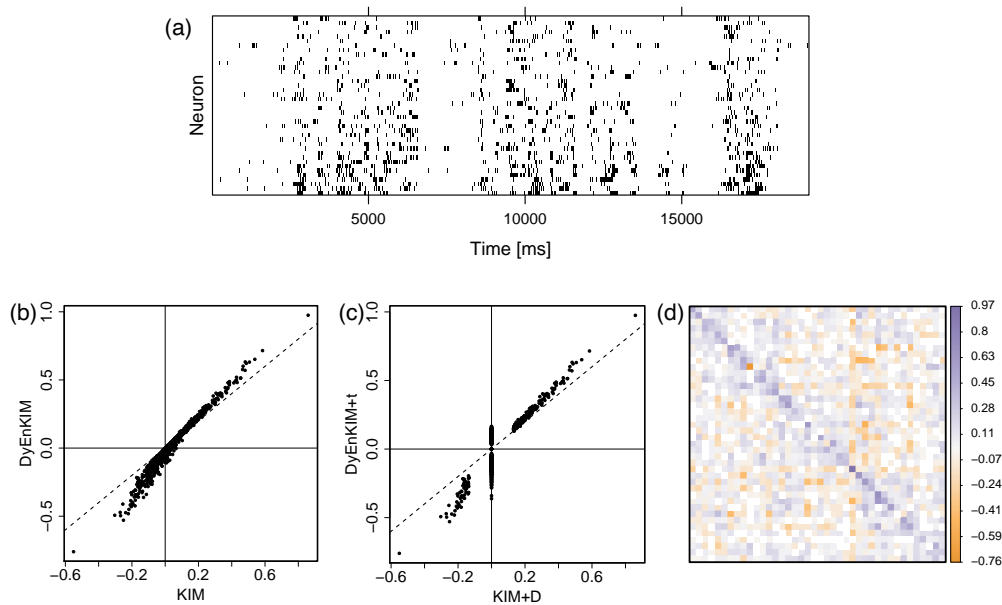 (a)
Neuron
5000 10000 15000
Time [ms]
(b)
DyEnKIM
1.0
0.5
0.0
−0.5
−0.6 −0.2 0.2 0.6
KIM
(c)
DyEnKIM+t
1.0
0.5
0.0
−0.5
−0.6 −0.2 0.2 0.6
KIM+D
(d)
0.97
0.8
0.63
0.45
0.28
0.11
−0.07
−0.24
−0.41
−0.59
−0.76